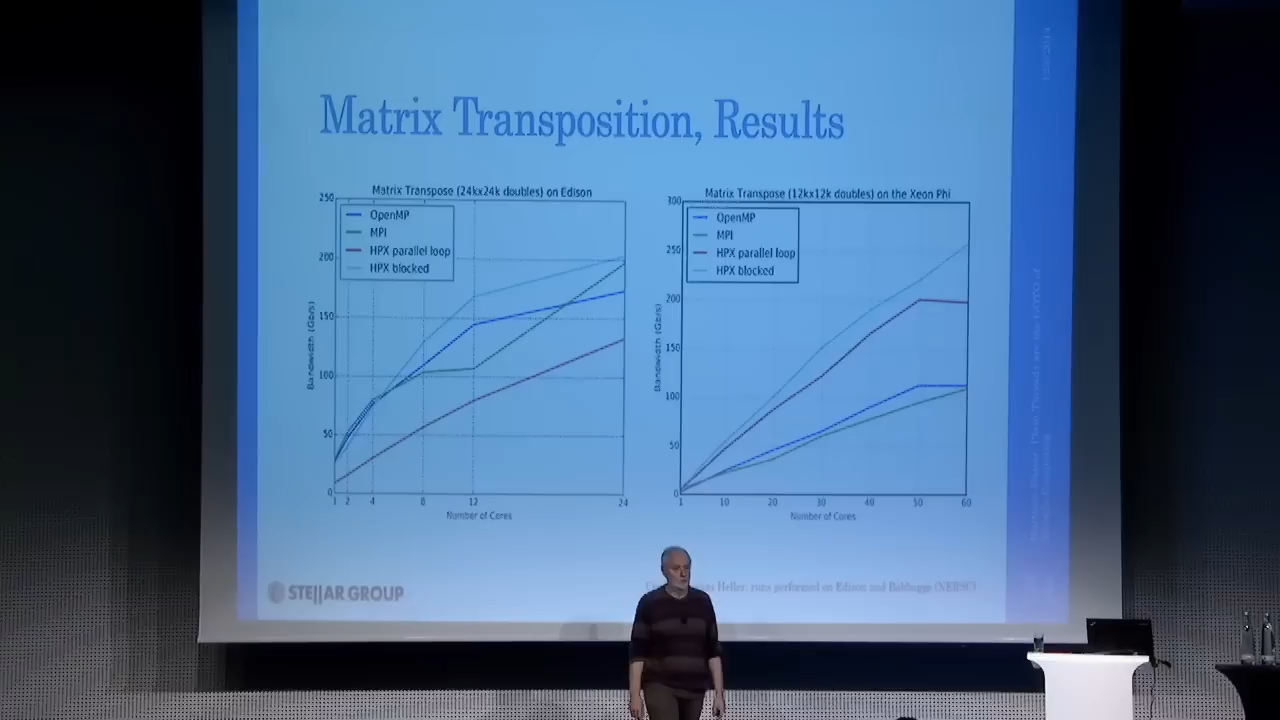 Matrix Transposition, Results
Matrix Transpose (24kx24k doubles) on Edison
250
200
150
100
50
0
Bandwidth (Gb/s)
OpenMP
MPI
HPX parallel loop
HPX blocked
1 2 4 8 12 24
Number of Cores
Matrix Transpose (12kx12k doubles) on the Xeon Phi
300
250
200
150
100
50
0
Bandwidth (Gb/s)
OpenMP
MPI
HPX parallel loop
HPX blocked
1 10 20 30 40 50 60
Number of Cores
STE||AR GROUP
Heller, runs performed on Edison and Babbage (NERSC)